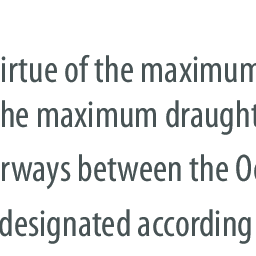 irtue of the maximum
he maximum draught
rways between the O
designated according